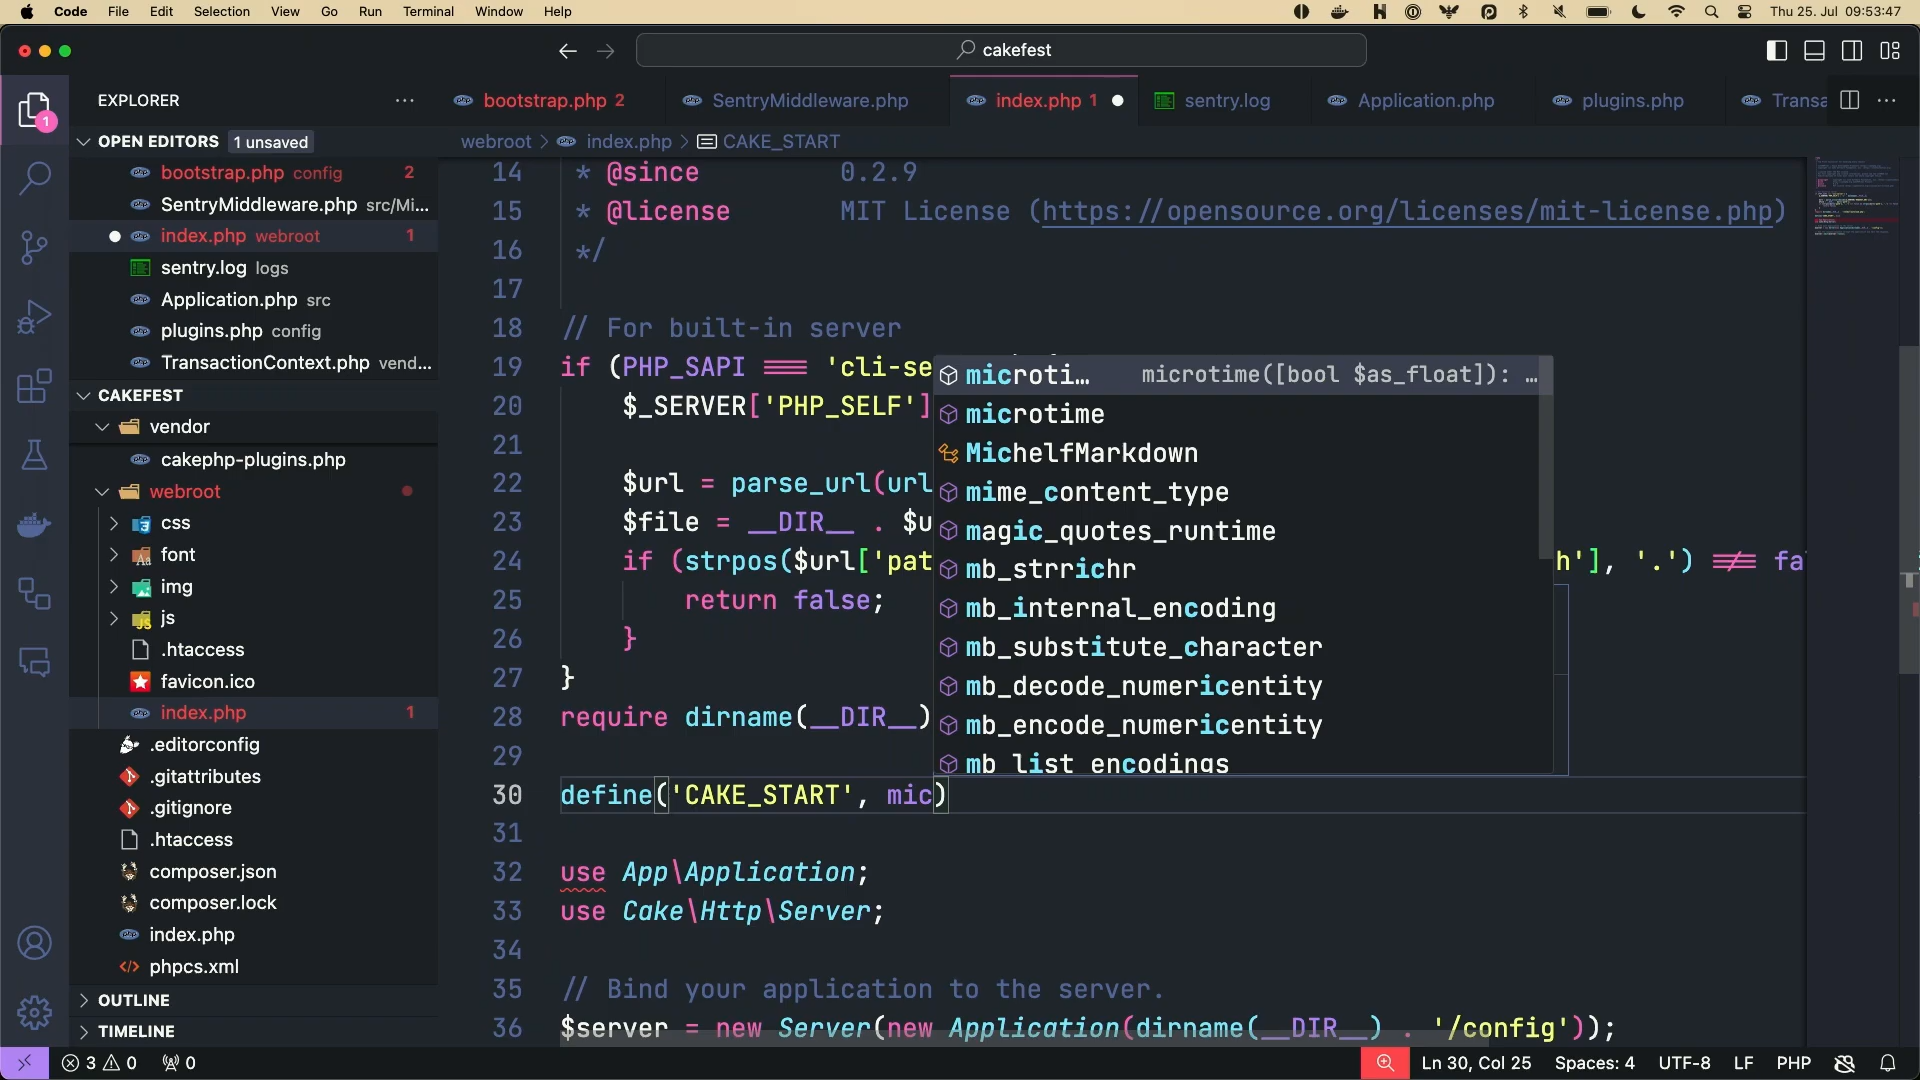 Code File Edit Selection View Go Run Terminal Window Help Thu 25. Jul 09:53:47
cakefest
EXPLORER
OPEN EDITORS 1 unsaved
bootstrap.php config 2
SentryMiddleware.php src/Mi...
index.php webroot 1
sentry.log logs
Application.php src
plugins.php config
TransactionContext.php vend...
CAKEFEST
vendor
cakephp-plugins.php
webroot
css
font
img
js
.htaccess
favicon.ico
index.php 1
.editorconfig
.gitattributes
.gitignore
.htaccess
composer.json
composer.lock
index.php
phpcs.xml
OUTLINE
TIMELINE
bootstrap.php 2 SentryMiddleware.php index.php 1 sentry.log Application.php plugins.php Transa
webroot > index.php > CAKE_START
14 * @since 0.2.9
15 * @license MIT License (https://opensource.org/licenses/mit-license.php)
16 */
17
18 // For built-in server
19 if (PHP_SAPI === 'cli-se
20 $_SERVER['PHP_SELF']
21
22 $url = parse_url(url
23 $file = __DIR__ . $u
24 if (strpos($url['pat h'], '.') !== fa
25 return false;
26 }
27 }
28 require dirname(__DIR__)
29
30 define('CAKE_START', mic)
31
32 use App\Application;
33 use Cake\Http\Server;
34
35 // Bind your application to the server.
36 $server = new Server(new Application(dirname(__DIR__) . '/config'));
microti... microtime([bool $as_float]): ...
microtime
MichelfMarkdown
mime_content_type
magic_quotes_runtime
mb_strrichr
mb_internal_encoding
mb_substitute_character
mb_decode_numericentity
mb_encode_numericentity
mb_list_encodings
3 0 0 Ln 30, Col 25 Spaces: 4 UTF-8 LF PHP